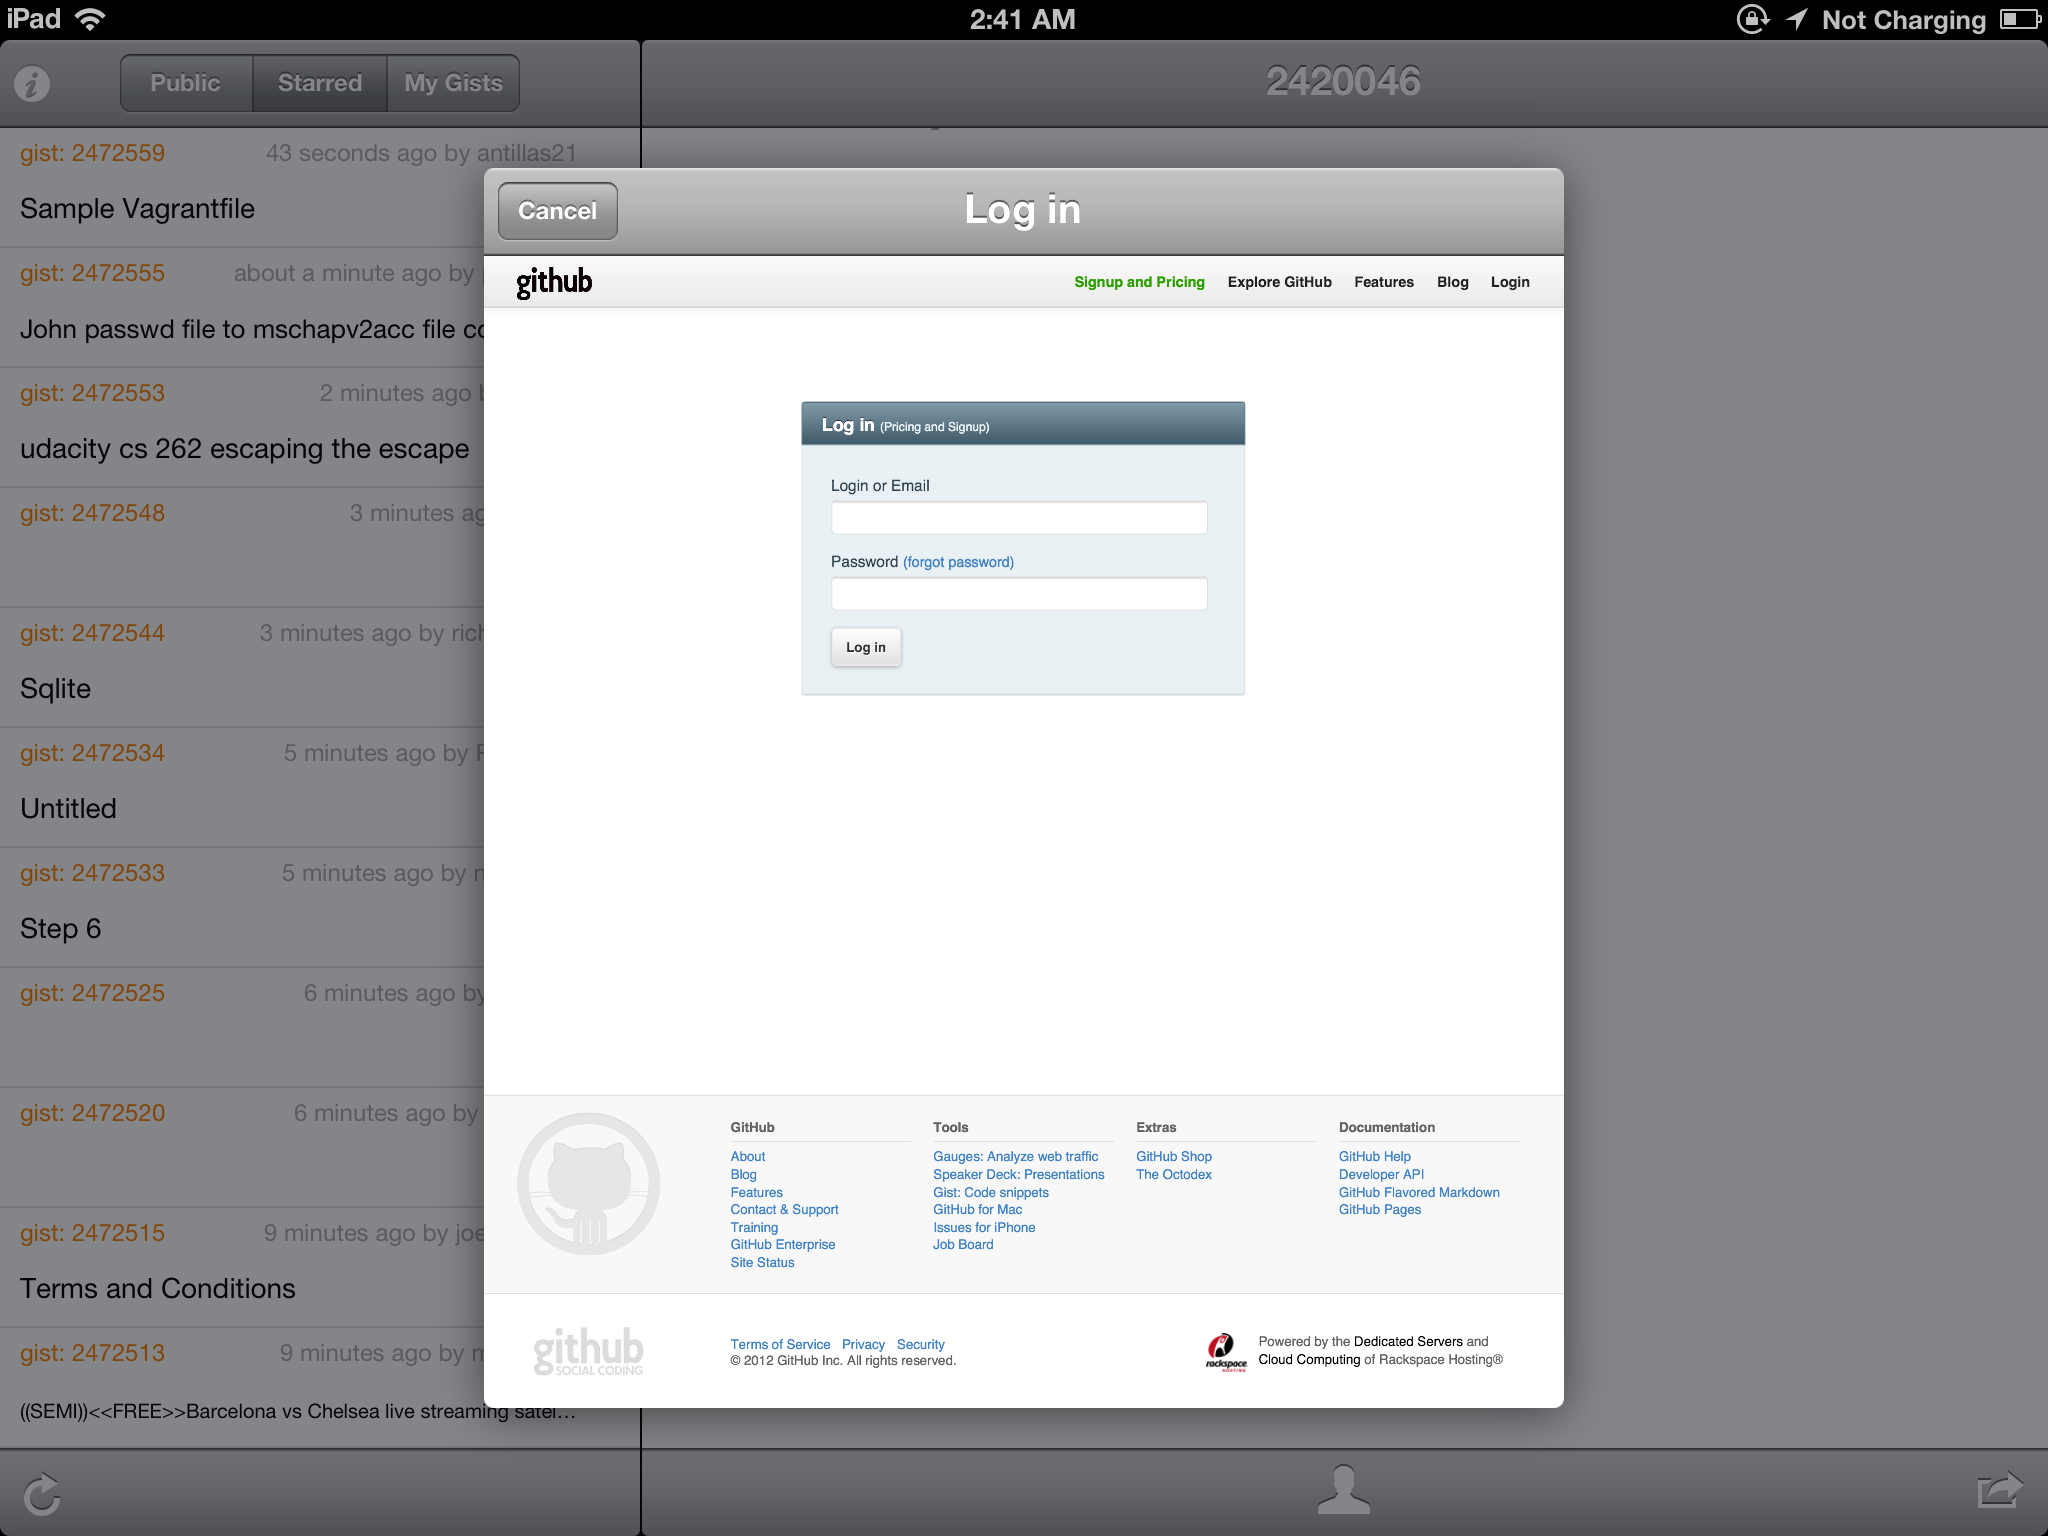 iPad 2:41 AM Not Charging
Public Starred My Gists
2420046
gist: 2472559 43 seconds ago by antillas21
Sample Vagrantfile
gist: 2472555 about a minute ago by
John passwd file to mschapv2acc file
gist: 2472553 2 minutes ago
udacity cs 262 escaping the escape
gist: 2472548 3 minutes
gist: 2472544 3 minutes ago by
Sqlite
gist: 2472534 5 minutes ago by
Untitled
gist: 2472533 5 minutes ago by
Step 6
gist: 2472525 6 minutes ago by
gist: 2472520 6 minutes ago by
gist: 2472515 9 minutes ago by
Terms and Conditions
gist: 2472513 9 minutes ago by
((SEMI))<<FREE>>Barcelona vs Chelsea live streaming satel...
Cancel
Log in
github
Signup and Pricing Explore GitHub Features Blog Login
Log in (Pricing and Signup)
Login or Email
Password (forgot password)
Log in
GitHub
About
Blog
Features
Contact & Support
Training
GitHub Enterprise
Site Status
Tools
Gauges: Analyze web traffic
Speaker Deck: Presentations
Gist: Code snippets
GitHub for Mac
Issues for iPhone
Job Board
Extras
GitHub Shop
The Octodex
Documentation
GitHub Help
Developer API
GitHub Flavored Markdown
GitHub Pages
github
SOCIAL CODING
Terms of Service Privacy Security
© 2012 GitHub Inc. All rights reserved.
rackspace
HOSTING
Powered by the Dedicated Servers and
Cloud Computing of Rackspace Hosting®